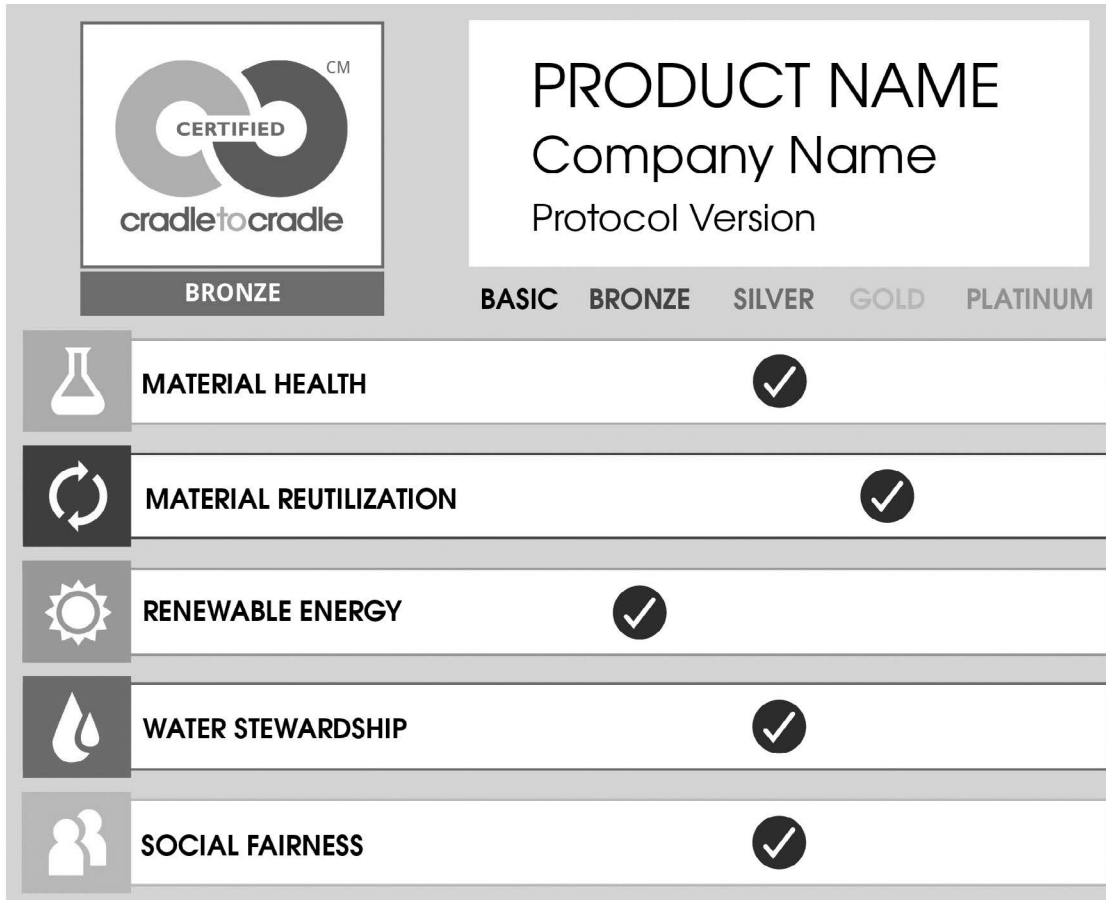 CM
CERTIFIED
cradletocradle
BRONZE
PRODUCT NAME
Company Name
Protocol Version
BASIC BRONZE SILVER GOLD PLATINUM
MATERIAL HEALTH
MATERIAL REUTILIZATION
RENEWABLE ENERGY
WATER STEWARDSHIP
SOCIAL FAIRNESS